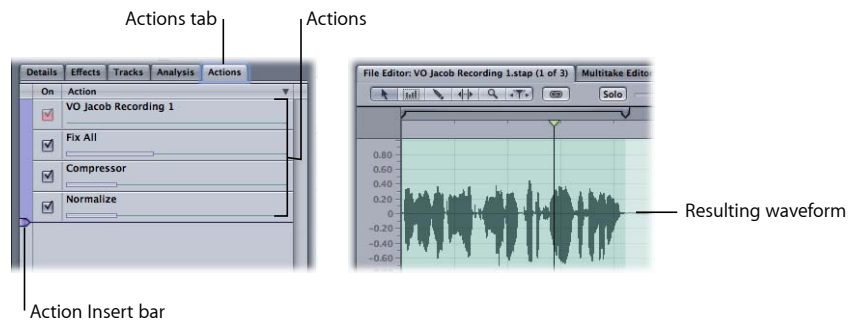 Actions tab
Actions
Details Effects Tracks Analysis Actions
On Action
VO Jacob Recording 1
Fix All
Compressor
Normalize
Action Insert bar
File Editor: VO Jacob Recording 1.stap (1 of 3) Multitake Editor
Solo
0.80
0.60
0.40
0.20
0
-0.20
-0.40
-0.60
Resulting waveform